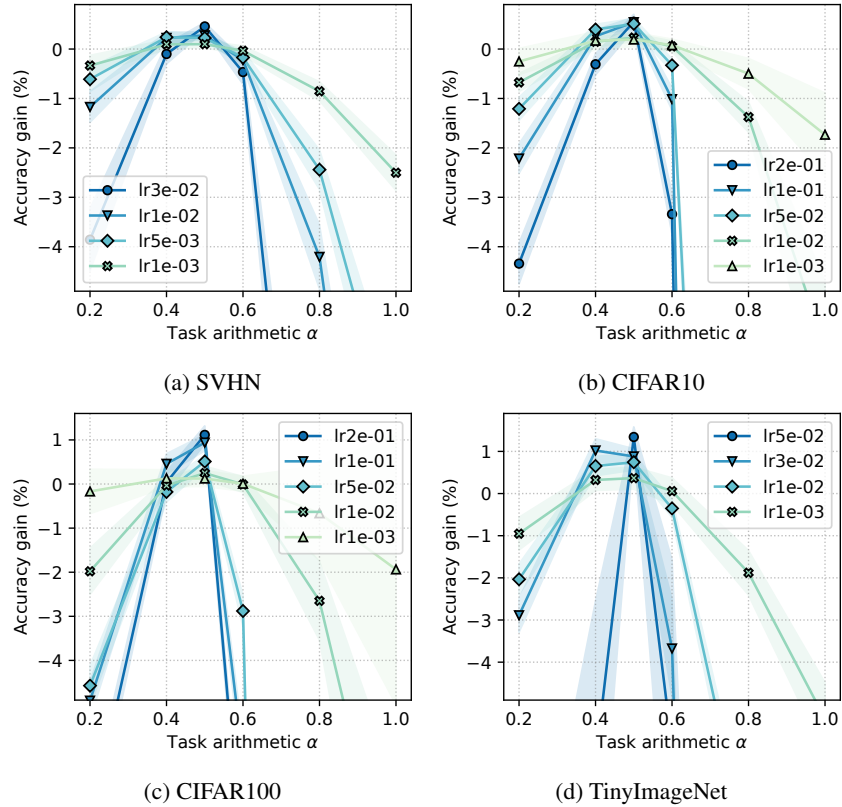 0
−1
−2
−3
−4
Accuracy gain (%)
lr3e-02
lr1e-02
lr5e-03
lr1e-03
0.2 0.4 0.6 0.8 1.0
Task arithmetic α
(a) SVHN
0
−1
−2
−3
−4
Accuracy gain (%)
lr2e-01
lr1e-01
lr5e-02
lr1e-02
lr1e-03
0.2 0.4 0.6 0.8 1.0
Task arithmetic α
(b) CIFAR10
1
0
−1
−2
−3
−4
Accuracy gain (%)
lr2e-01
lr1e-01
lr5e-02
lr1e-02
lr1e-03
0.2 0.4 0.6 0.8 1.0
Task arithmetic α
(c) CIFAR100
1
0
−1
−2
−3
−4
Accuracy gain (%)
lr5e-02
lr3e-02
lr1e-02
lr1e-03
0.2 0.4 0.6 0.8 1.0
Task arithmetic α
(d) TinyImageNet